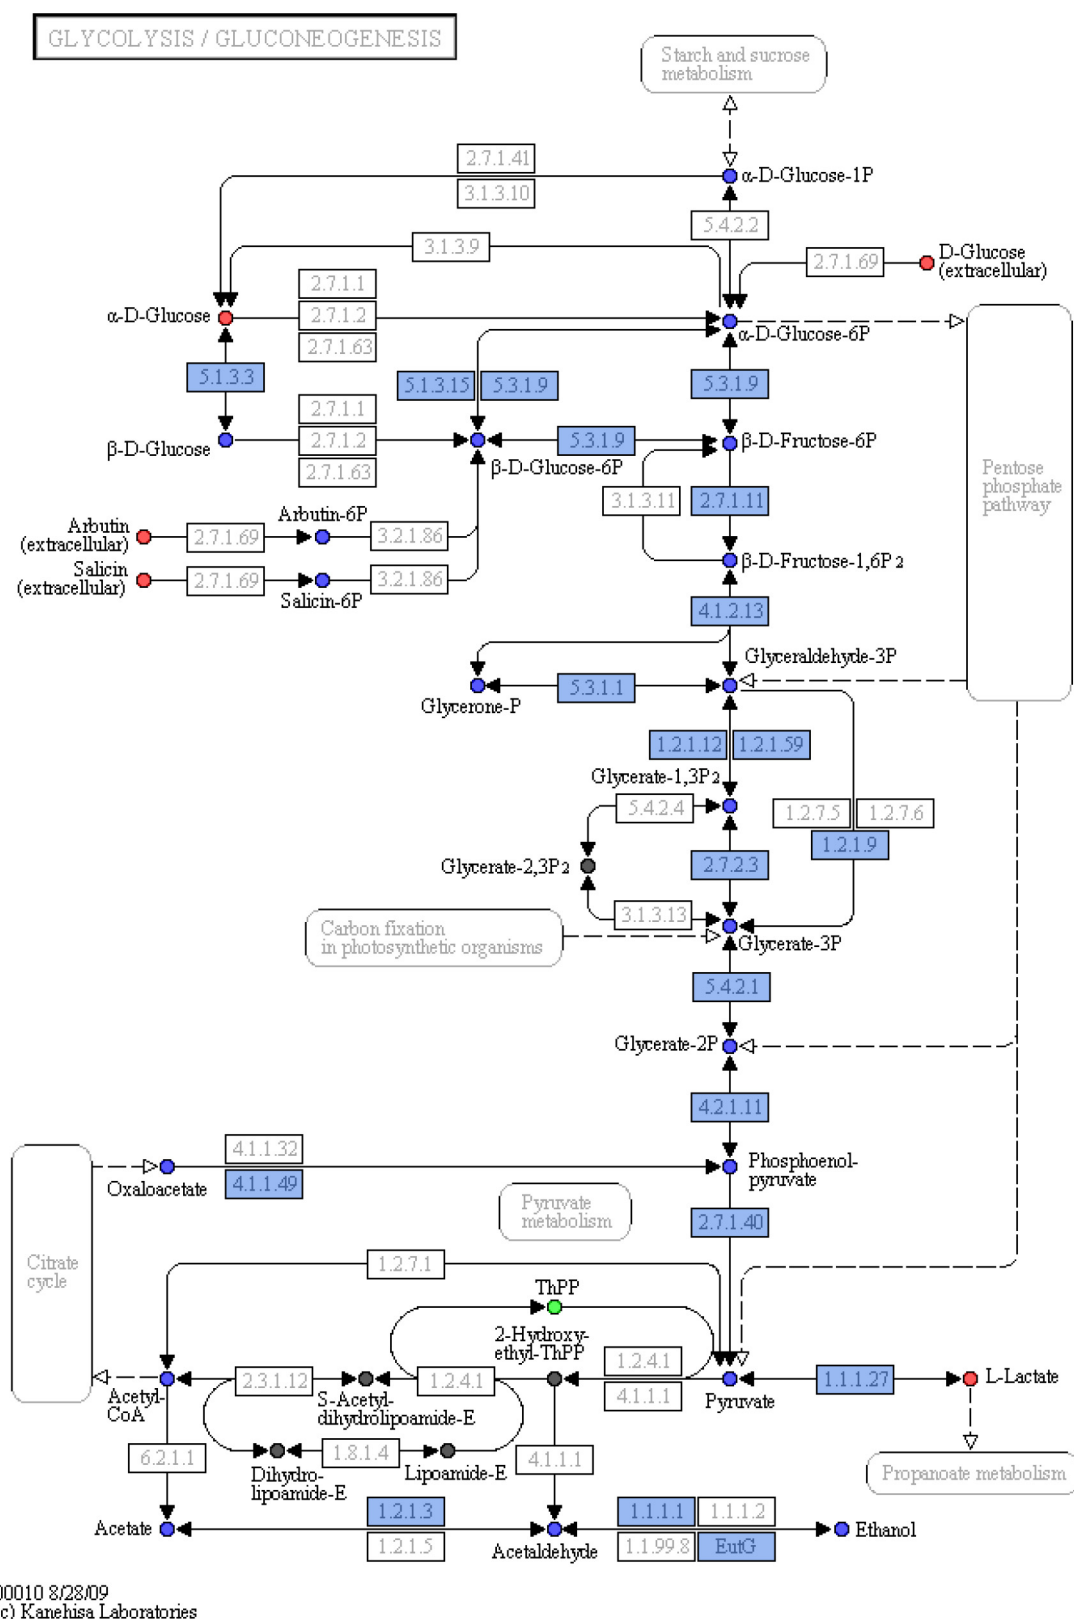 GLYCOLYSIS / GLUCONEOGENESIS
Starch and sucrose
metabolism
2.7.1.41
3.1.3.10
α-D-Glucose-1P
5.4.2.2
3.1.3.9
2.7.1.69
D-Glucose
(extracellular)
2.7.1.1
2.7.1.2
2.7.1.63
α-D-Glucose
α-D-Glucose-6P
5.1.3.3
5.1.3.15
5.3.1.9
5.3.1.9
2.7.1.1
2.7.1.2
2.7.1.63
β-D-Glucose
5.3.1.9
β-D-Glucose-6P
β-D-Fructose-6P
Pentose
phosphate
pathway
3.1.3.11
2.7.1.11
Arbutin
(extracellular)
2.7.1.69
Arbutin-6P
3.2.1.86
β-D-Fructose-1,6P2
Salicin
(extracellular)
2.7.1.69
Salicin-6P
3.2.1.86
4.1.2.13
Glyceraldehyde-3P
5.3.1.1
Glycerone-P
1.2.1.12
1.2.1.59
Glycerate-1,3P2
5.4.2.4
1.2.7.5
1.2.7.6
1.2.1.9
Glycerate-2,3P2
2.7.2.3
3.1.3.13
Carbon fixation
in photosynthetic organisms
Glycerate-3P
5.4.2.1
Glycerate-2P
4.2.1.11
4.1.1.32
4.1.1.49
Oxaloacetate
Phosphoenol-
pyruvate
Pyruvate
metabolism
2.7.1.40
Citrate
cycle
1.2.7.1
ThPP
2-Hydroxy-
ethyl-ThPP
1.2.4.1
4.1.1.1
2.3.1.12
1.2.4.1
Acetyl-
CoA
S-Acetyl-
dihydrolipoamide-E
Pyruvate
1.1.1.27
L-Lactate
6.2.1.1
1.8.1.4
Dihydro-
lipoamide-E
Lipoamide-E
4.1.1.1
Propanoate metabolism
Acetate
1.2.1.3
1.2.1.5
Acetaldehyde
1.1.1.1
1.1.1.2
1.1.99.8
EutG
Ethanol
00010 8/28/09
c) Kanehisa Laboratories